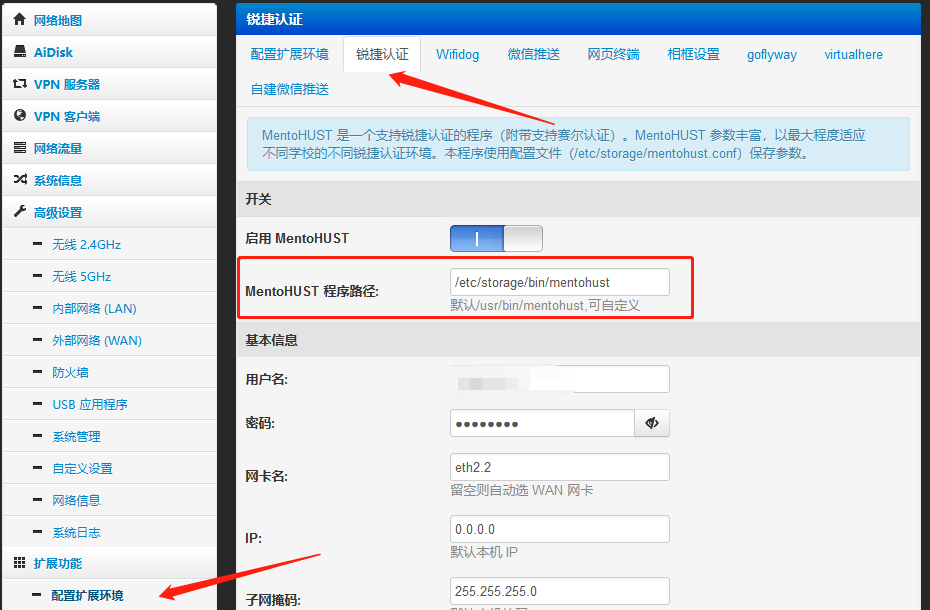 网络地图
AiDisk
VPN 服务器
VPN 客户端
网络流量
系统信息
高级设置
无线 2.4GHz
无线 5GHz
内部网络 (LAN)
外部网络 (WAN)
防火墙
USB 应用程序
系统管理
自定义设置
网络信息
系统日志
扩展功能
配置扩展环境
锐捷认证
配置扩展环境 锐捷认证 Wifidog 微信推送 网页终端 相框设置 goflyway virtualhere
自建微信推送
MentoHUST 是一个支持锐捷认证的程序（附带支持赛尔认证）。MentoHUST 参数丰富，以最大程度适应
不同学校的不同锐捷认证环境。本程序使用配置文件（/etc/storage/mentohust.conf）保存参数。
开关
启用 MentoHUST
MentoHUST 程序路径: /etc/storage/bin/mentohust
默认/usr/bin/mentohust,可自定义
基本信息
用户名:
密码: ●●●●●●●●
网卡名: eth2.2
留空则自动选 WAN 网卡
IP: 0.0.0.0
默认本机 IP
子网掩码: 255.255.255.0